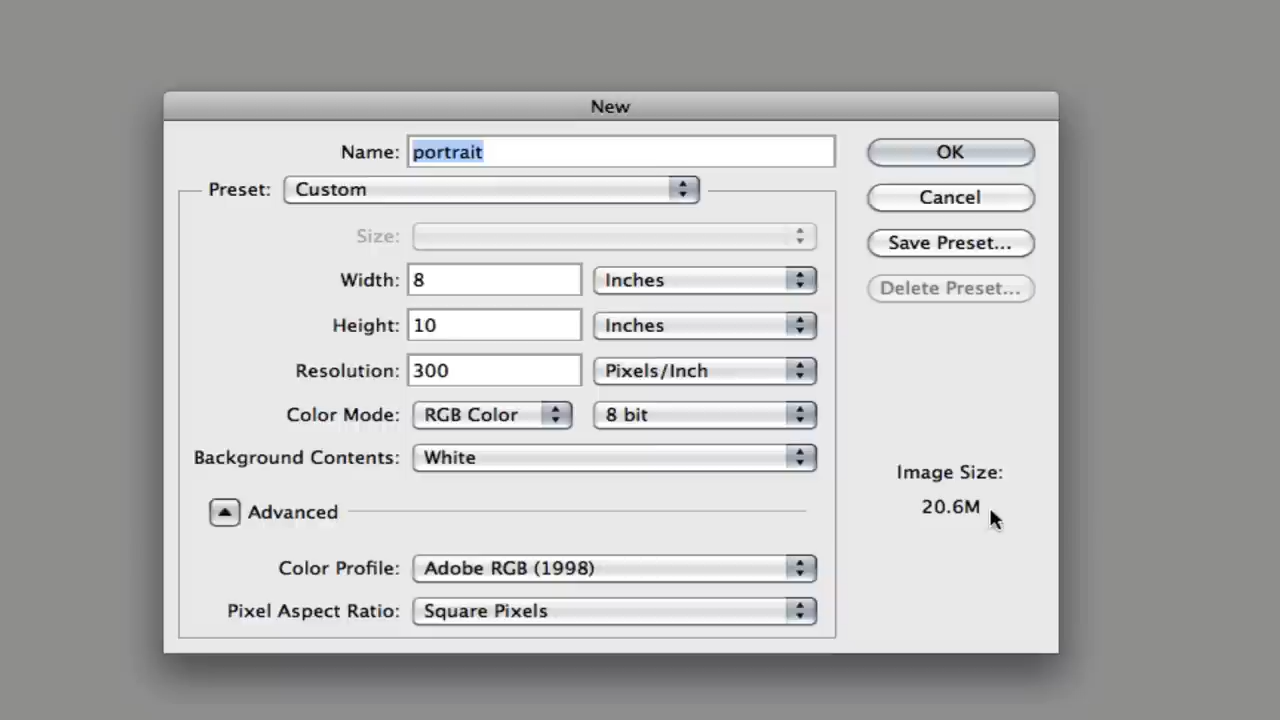 New
Name: portrait OK
Preset: Custom Cancel
Size: Save Preset...
Width: 8 Inches Delete Preset...
Height: 10 Inches
Resolution: 300 Pixels/Inch
Color Mode: RGB Color 8 bit
Background Contents: White
Image Size:
20.6M
Advanced
Color Profile: Adobe RGB (1998)
Pixel Aspect Ratio: Square Pixels